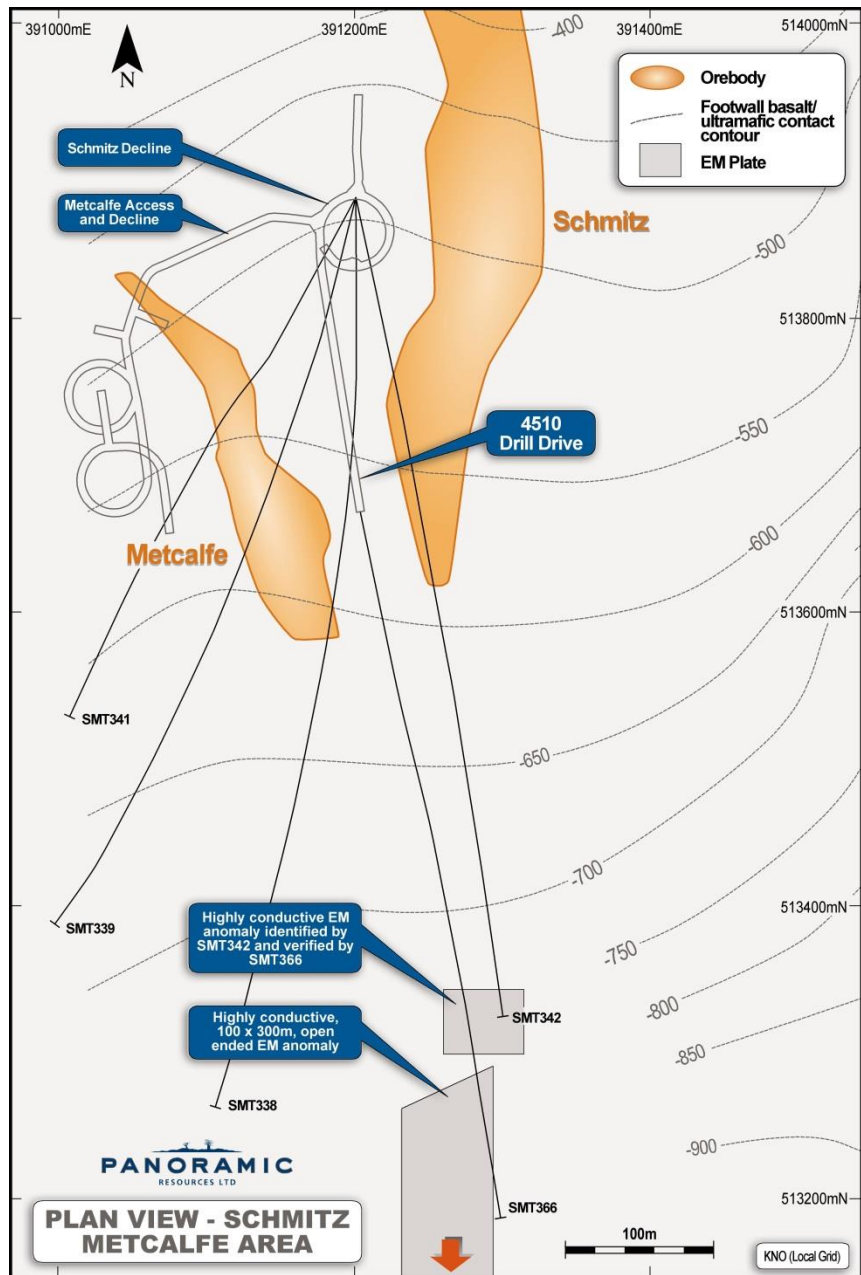 391000mE
391200mE
391400mE
514000mN
-400
N
Orebody
Footwall basalt/
ultramafic contact
contour
EM Plate
Schmitz Decline
Metcalfe Access
and Decline
Schmitz
-500
513800mN
4510
Drill Drive
-550
Metcalfe
-600
513600mN
SMT341
-650
-700
SMT339
Highly conductive EM
anomaly identified by
SMT342 and verified by
SMT366
513400mN
-750
-800
SMT342
Highly conductive,
100 x 300m, open
ended EM anomaly
-850
SMT338
-900
PANORAMIC
RESOURCES LTD
SMT366
513200mN
PLAN VIEW - SCHMITZ
METCALFE AREA
100m
KNO (Local Grid)